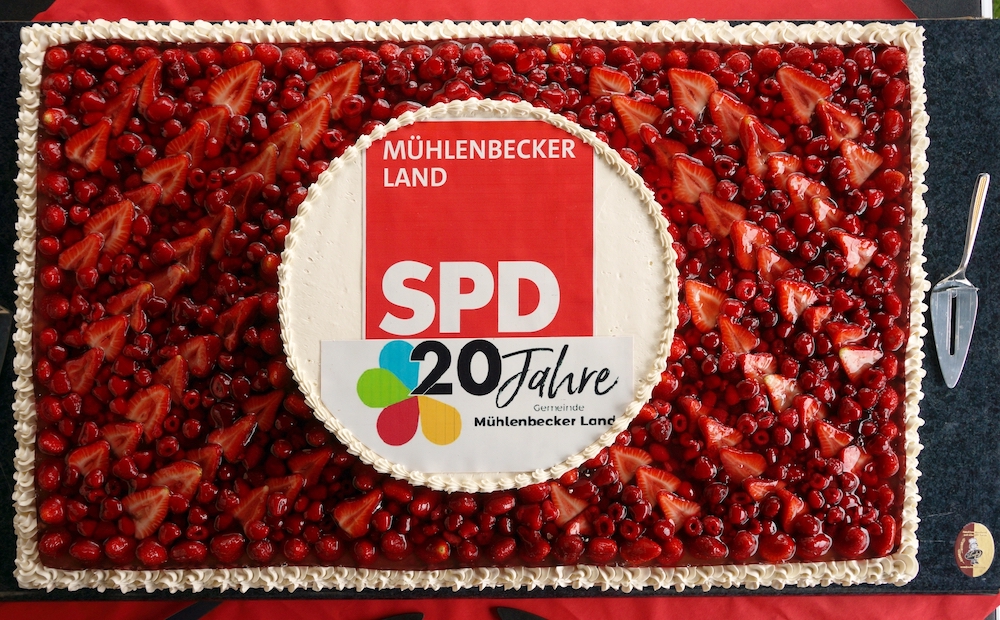 MÜHLENBECKER
LAND
SPD
20 Jahre
Gemeinde
Mühlenbecker Land